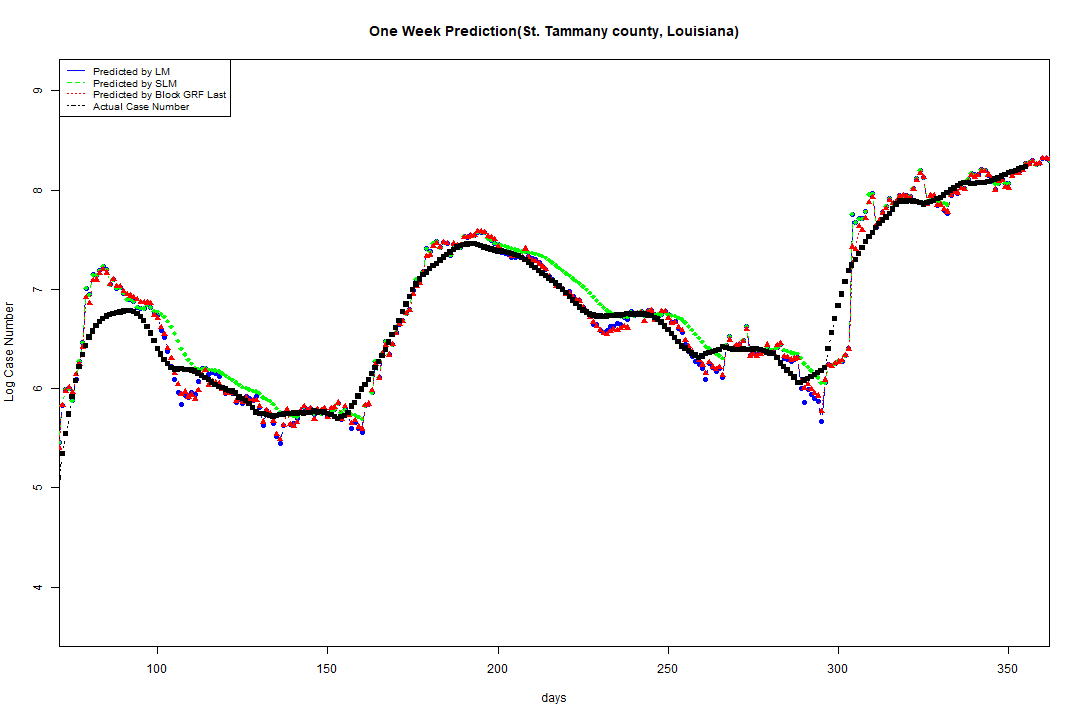 One Week Prediction(St. Tammany county, Louisiana)
Predicted by LM
Predicted by SLM
Predicted by Block GRF Last
Actual Case Number
9
8
7
6
5
4
Log Case Number
100 150 200 250 300 350
days